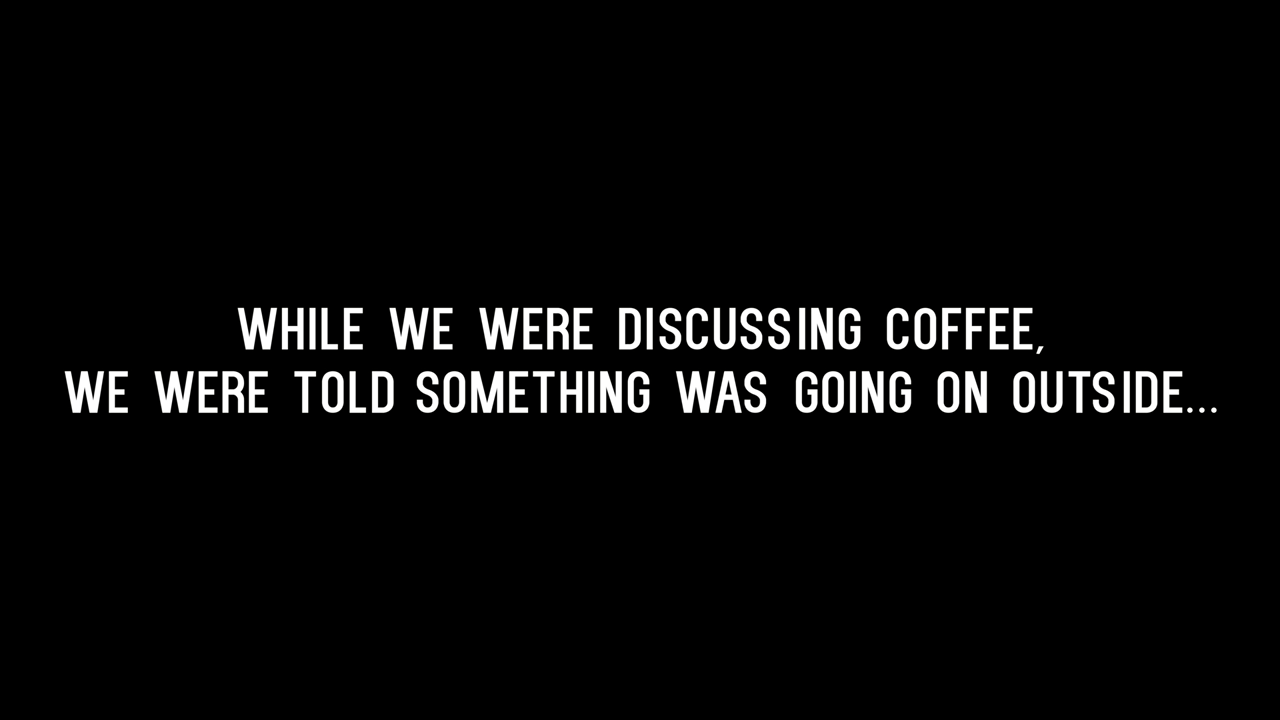 WHILE WE WERE DISCUSSING COFFEE,
WE WERE TOLD SOMETHING WAS GOING ON OUTSIDE...